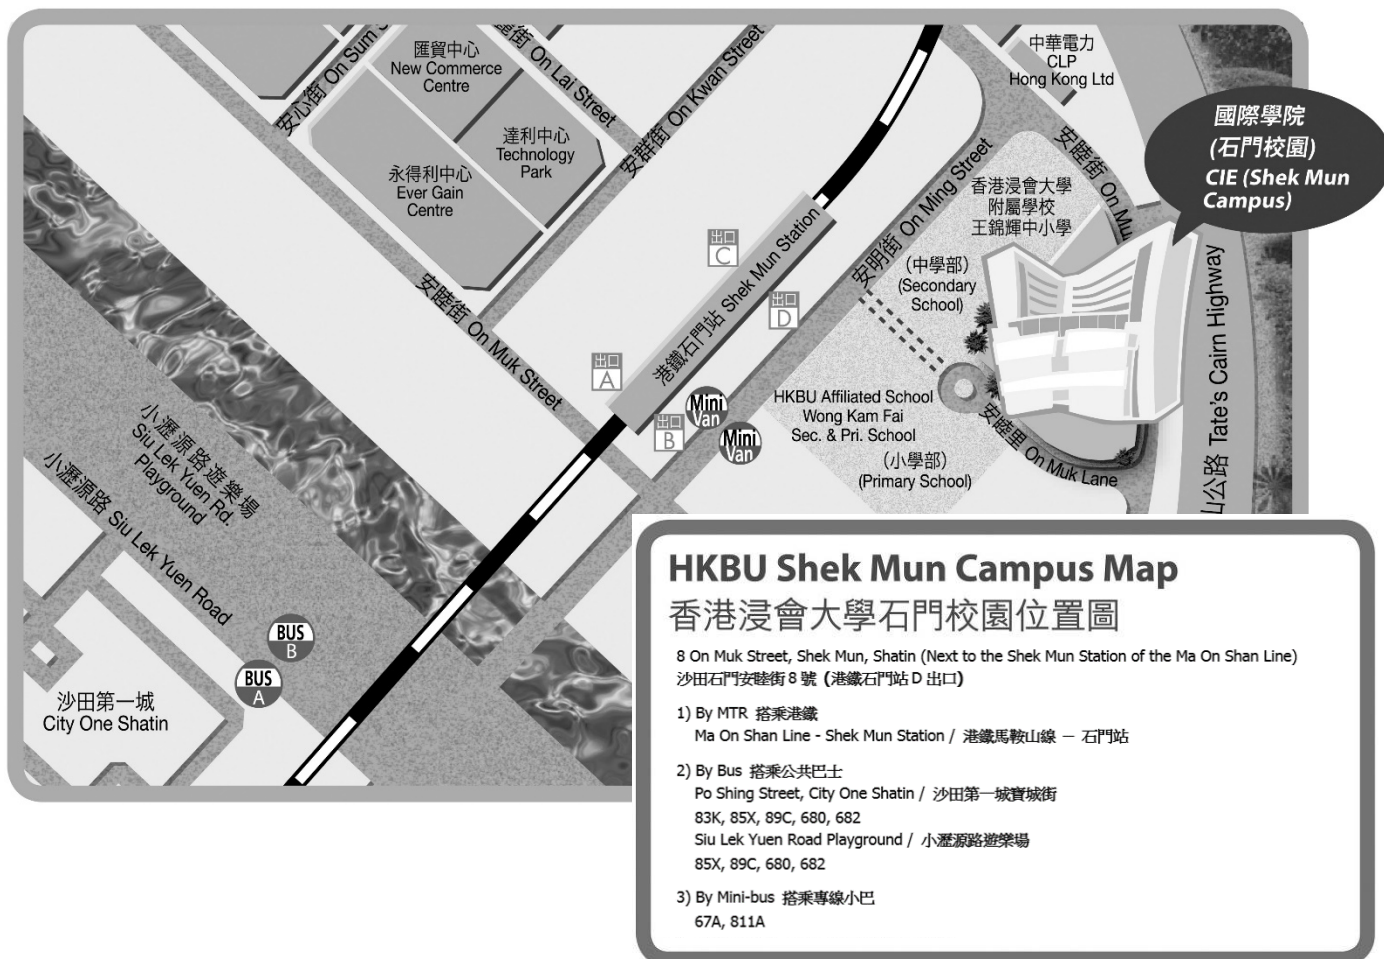 匯貿中心
New Commerce
Centre
安心街 On Sum S
On Lai Street
安群街 On Kwan Street
達利中心
Technology
Park
永得利中心
Ever Gain
Centre
中華電力
CLP
Hong Kong Ltd
國際學院
(石門校園)
CIE (Shek Mun
Campus)
安睦街 On Mu
香港浸會大學
附屬學校
王錦輝中小學
(中學部)
(Secondary
School)
安明街 On Ming Street
出口
C
港鐵石門站 Shek Mun Station
出口
D
出口
A
出口
B
Mini
Van
Mini
Van
安睦街 On Muk Street
HKBU Affiliated School
Wong Kam Fai
Sec. & Pri. School
(小學部)
(Primary School)
安睦里 On Muk Lane
山公路 Tate's Cairn Highway
小瀝源路遊樂場
Siu Lek Yuen Rd.
Playground
小瀝源路 Siu Lek Yuen Road
BUS
B
BUS
A
沙田第一城
City One Shatin
HKBU Shek Mun Campus Map
香港浸會大學石門校園位置圖
8 On Muk Street, Shek Mun, Shatin (Next to the Shek Mun Station of the Ma On Shan Line)
沙田石門安睦街 8 號 (港鐵石門站 D 出口)
1) By MTR 搭乘港鐵
Ma On Shan Line - Shek Mun Station / 港鐵馬鞍山線 － 石門站
2) By Bus 搭乘公共巴士
Po Shing Street, City One Shatin / 沙田第一城寶城街
83K, 85X, 89C, 680, 682
Siu Lek Yuen Road Playground / 小瀝源路遊樂場
85X, 89C, 680, 682
3) By Mini-bus 搭乘專線小巴
67A, 811A